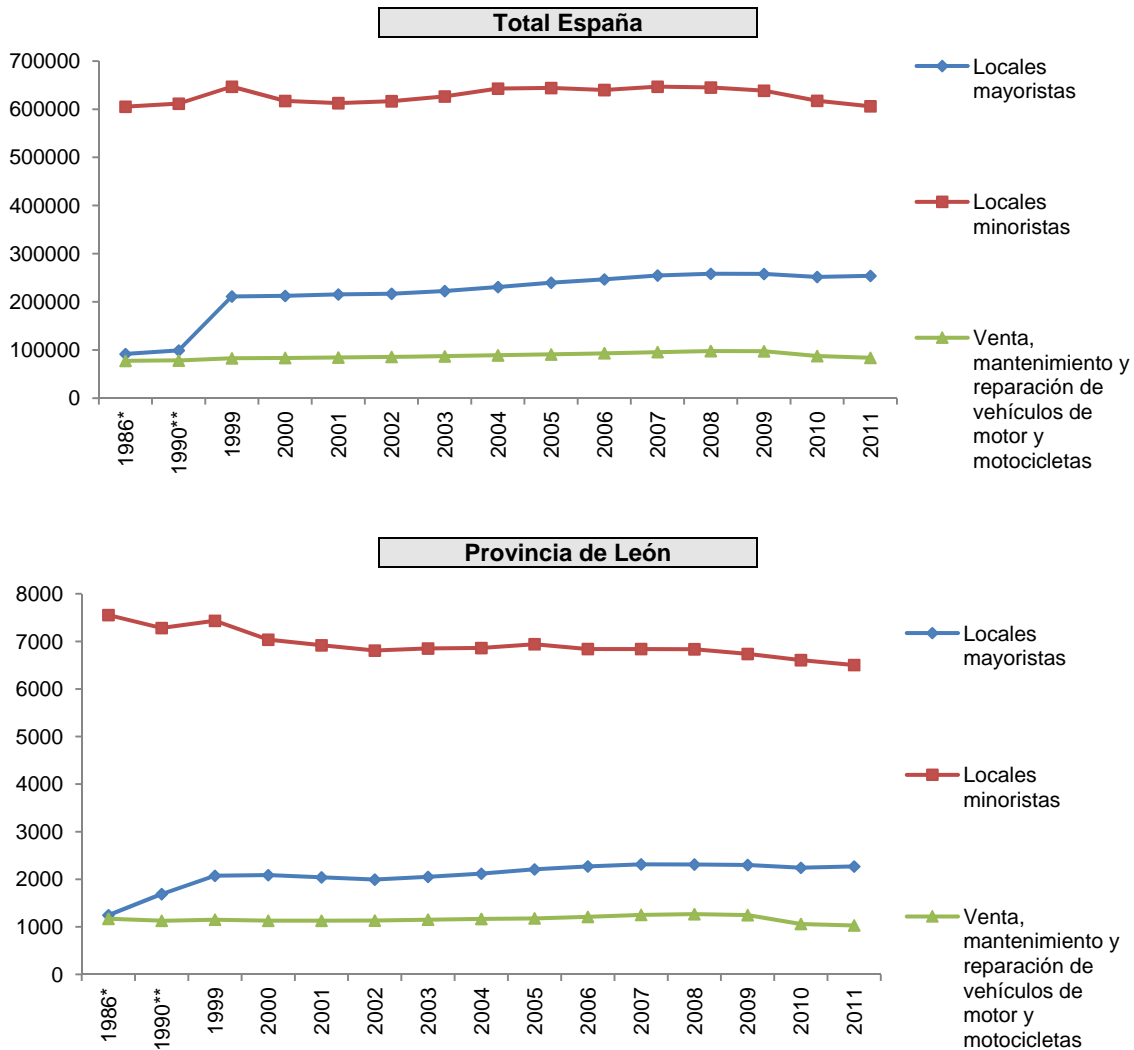 Total España
700000
600000
500000
400000
300000
200000
100000
0
1986*
1990**
1999
2000
2001
2002
2003
2004
2005
2006
2007
2008
2009
2010
2011
Locales
mayoristas
Locales
minoristas
Venta,
mantenimiento y
reparación de
vehículos de
motor y
motocicletas
Provincia de León
8000
7000
6000
5000
4000
3000
2000
1000
0
1986*
1990**
1999
2000
2001
2002
2003
2004
2005
2006
2007
2008
2009
2010
2011
Locales
mayoristas
Locales
minoristas
Venta,
mantenimiento y
reparación de
vehículos de
motor y
motocicletas